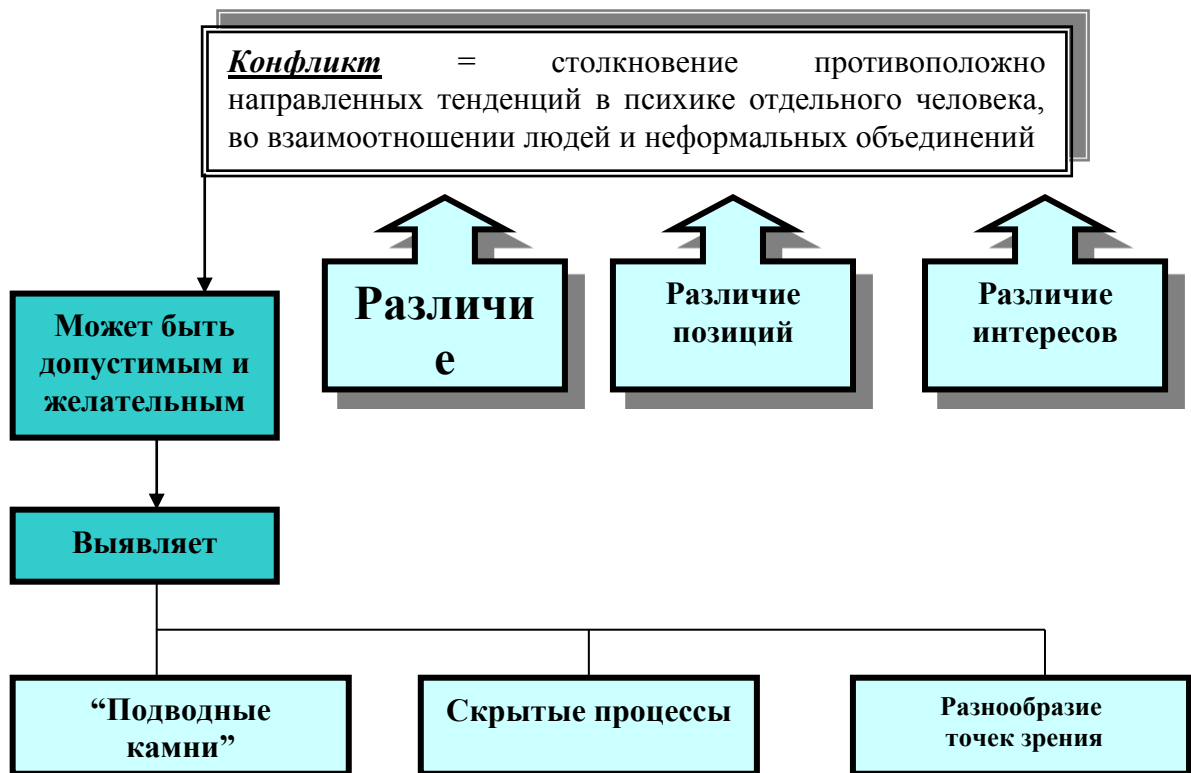 Конфликт = столкновение противоположно
направленных тенденций в психике отдельного человека,
во взаимоотношении людей и неформальных объединений
Может быть
допустимым и
желательным
Различи
е
Различие
позиций
Различие
интересов
Выявляет
“Подводные
камни”
Скрытые процессы
Разнообразие
точек зрения